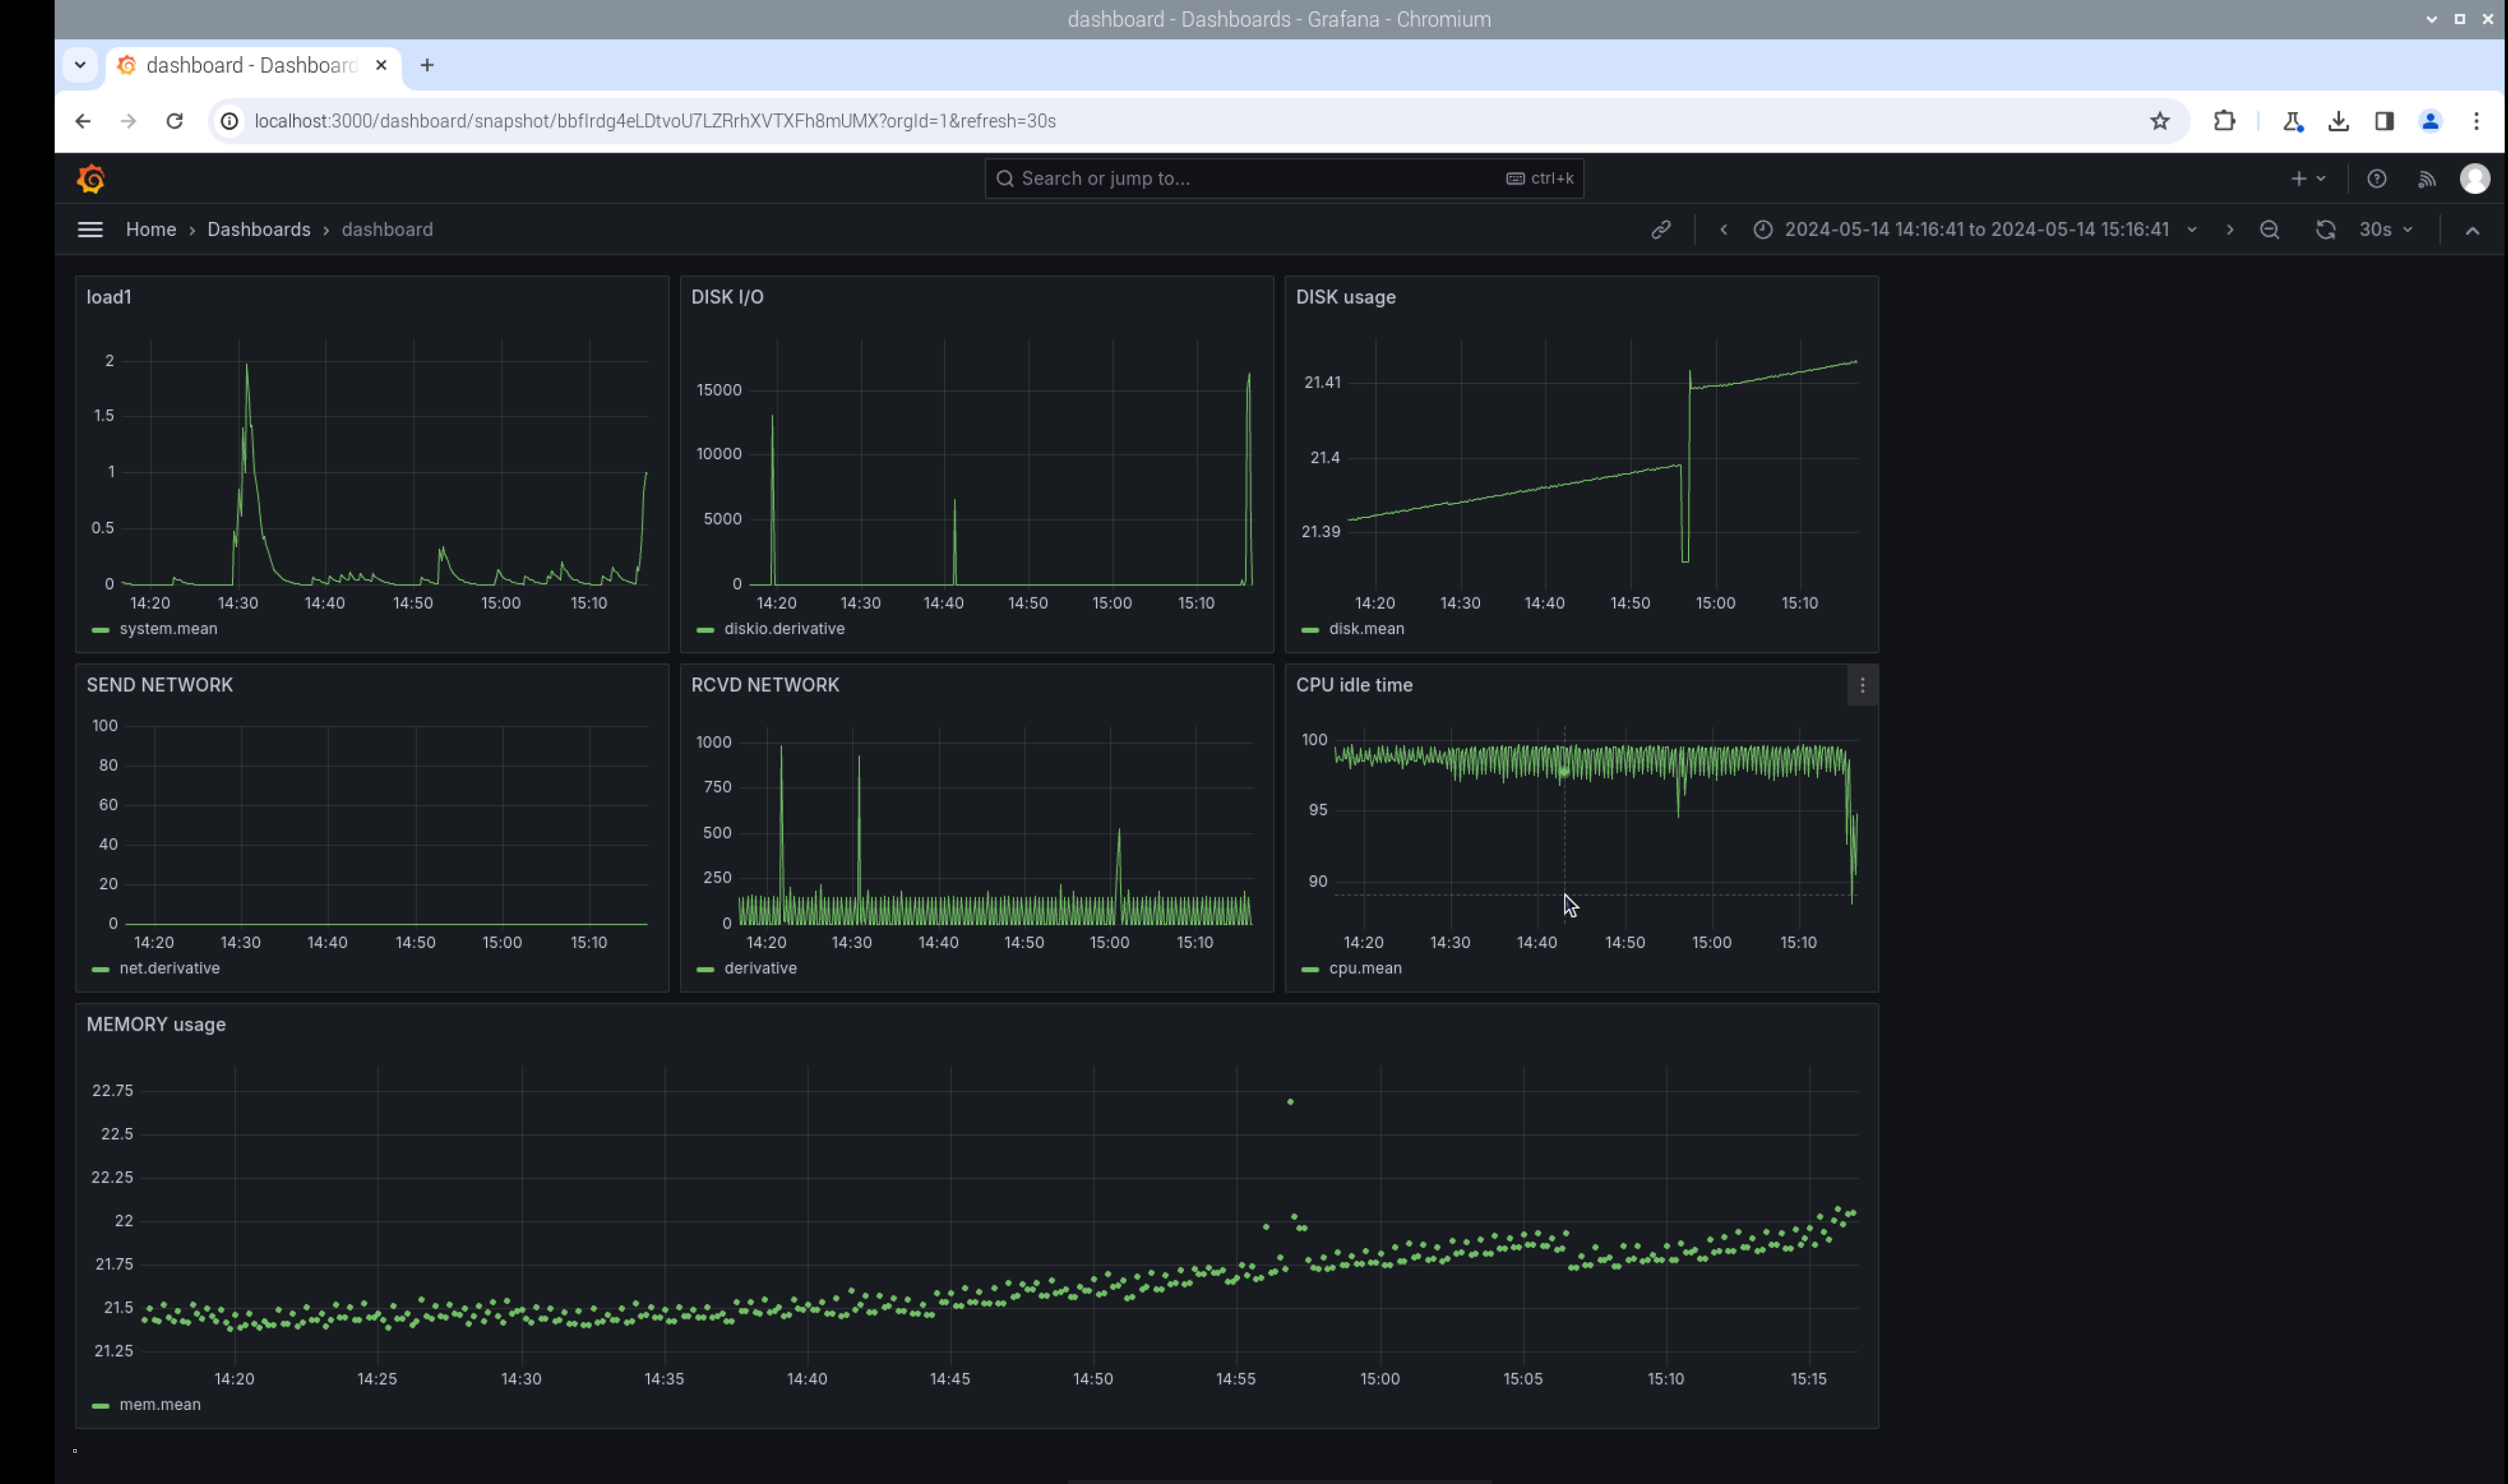 dashboard - Dashboards - Grafana - Chromium
dashboard - Dashboard
localhost:3000/dashboard/snapshot/bbfIrdg4eLDtvoU7LZRrhXVTXFh8mUMX?orgId=1&refresh=30s
Search or jump to... ctrl+k
Home › Dashboards › dashboard 2024-05-14 14:16:41 to 2024-05-14 15:16:41 30s
load1
2
1.5
1
0.5
0
14:20 14:30 14:40 14:50 15:00 15:10
system.mean
DISK I/O
15000
10000
5000
0
14:20 14:30 14:40 14:50 15:00 15:10
diskio.derivative
DISK usage
21.41
21.4
21.39
14:20 14:30 14:40 14:50 15:00 15:10
disk.mean
SEND NETWORK
100
80
60
40
20
0
14:20 14:30 14:40 14:50 15:00 15:10
net.derivative
RCVD NETWORK
1000
750
500
250
0
14:20 14:30 14:40 14:50 15:00 15:10
derivative
CPU idle time
100
95
90
14:20 14:30 14:40 14:50 15:00 15:10
cpu.mean
MEMORY usage
22.75
22.5
22.25
22
21.75
21.5
21.25
14:20 14:25 14:30 14:35 14:40 14:45 14:50 14:55 15:00 15:05 15:10 15:15
mem.mean